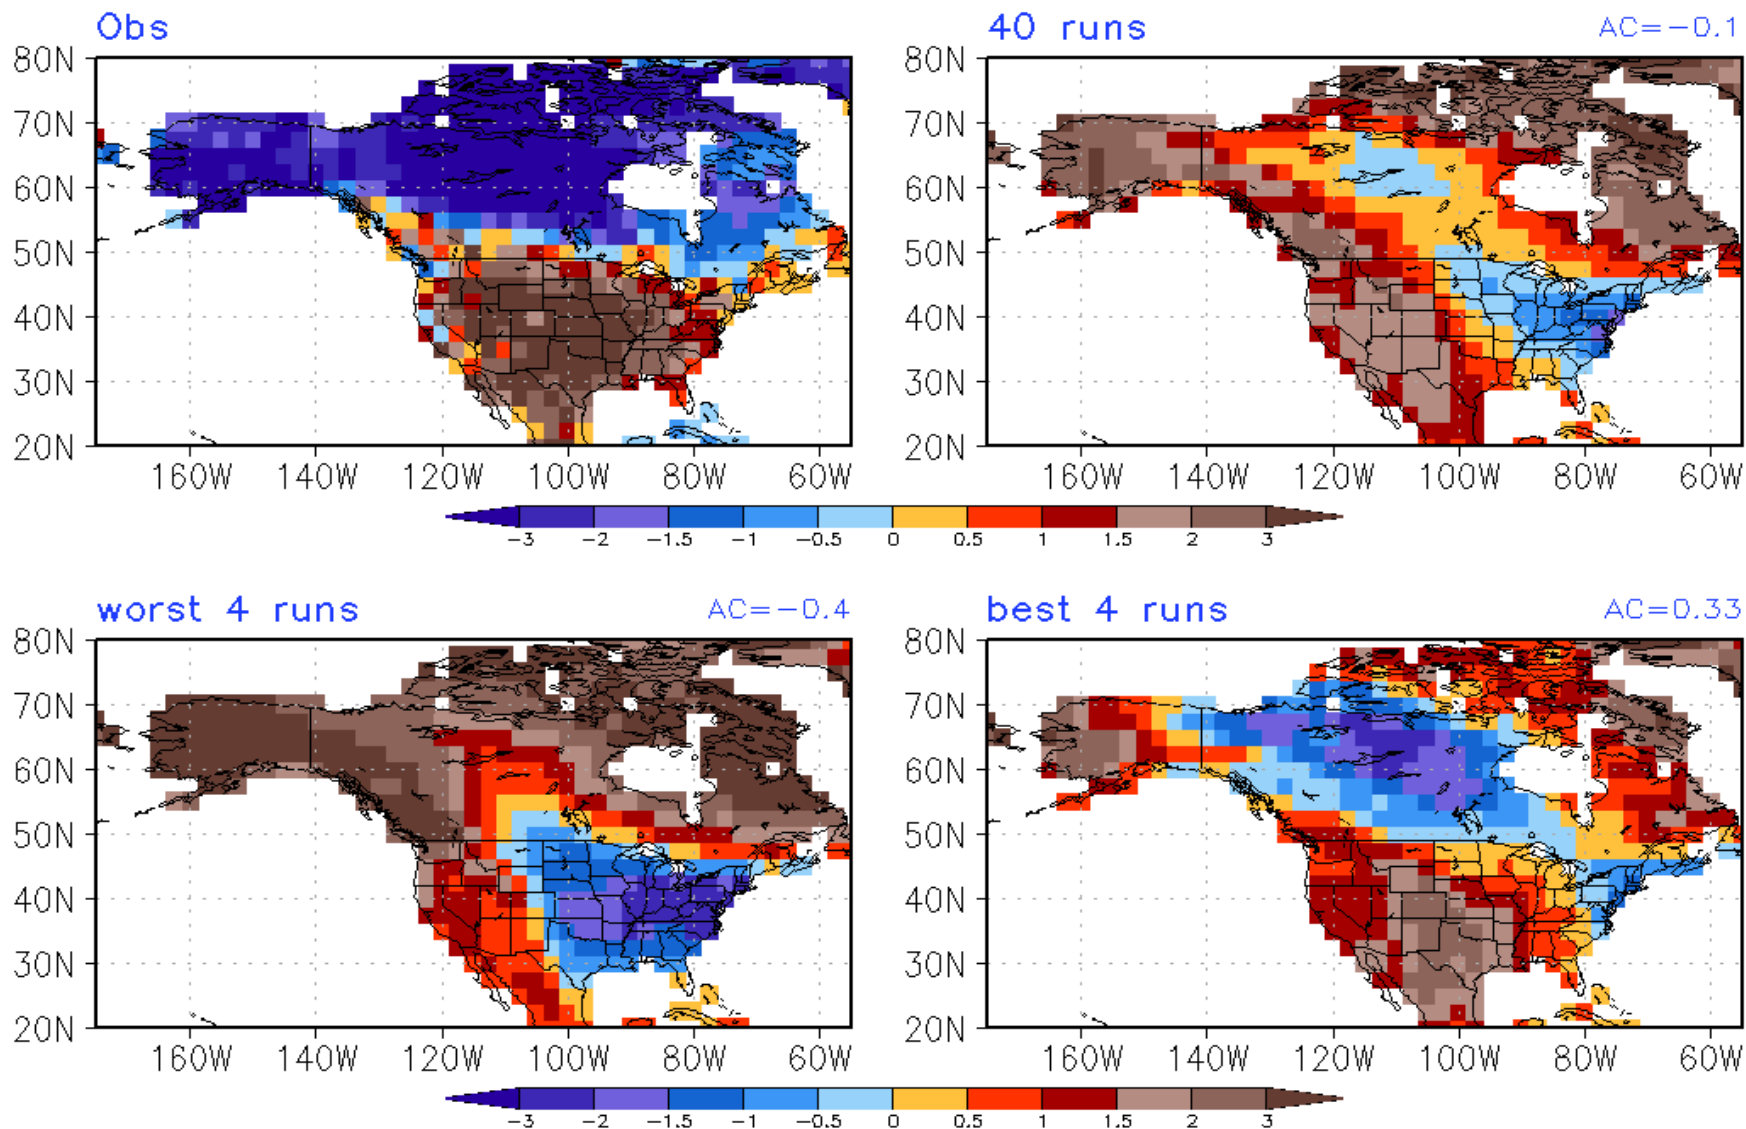 Obs
40 runs AC=-0.1
80N
70N
60N
50N
40N
30N
20N
160W 140W 120W 100W 80W 60W
80N
70N
60N
50N
40N
30N
20N
160W 140W 120W 100W 80W 60W
-3 -2 -1.5 -1 -0.5 0 0.5 1 1.5 2 3
worst 4 runs AC=-0.4
best 4 runs AC=0.33
80N
70N
60N
50N
40N
30N
20N
160W 140W 120W 100W 80W 60W
80N
70N
60N
50N
40N
30N
20N
160W 140W 120W 100W 80W 60W
-3 -2 -1.5 -1 -0.5 0 0.5 1 1.5 2 3